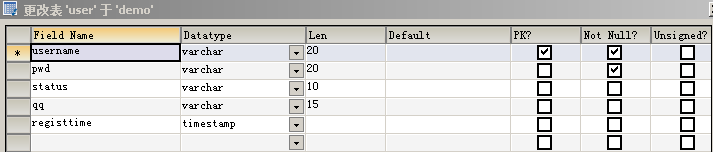 更改表 'user' 于 'demo'
Field Name Datatype Len Default PK? Not Null? Unsigned?
* username varchar 20
pwd varchar 20
status varchar 10
qq varchar 15
registtime timestamp